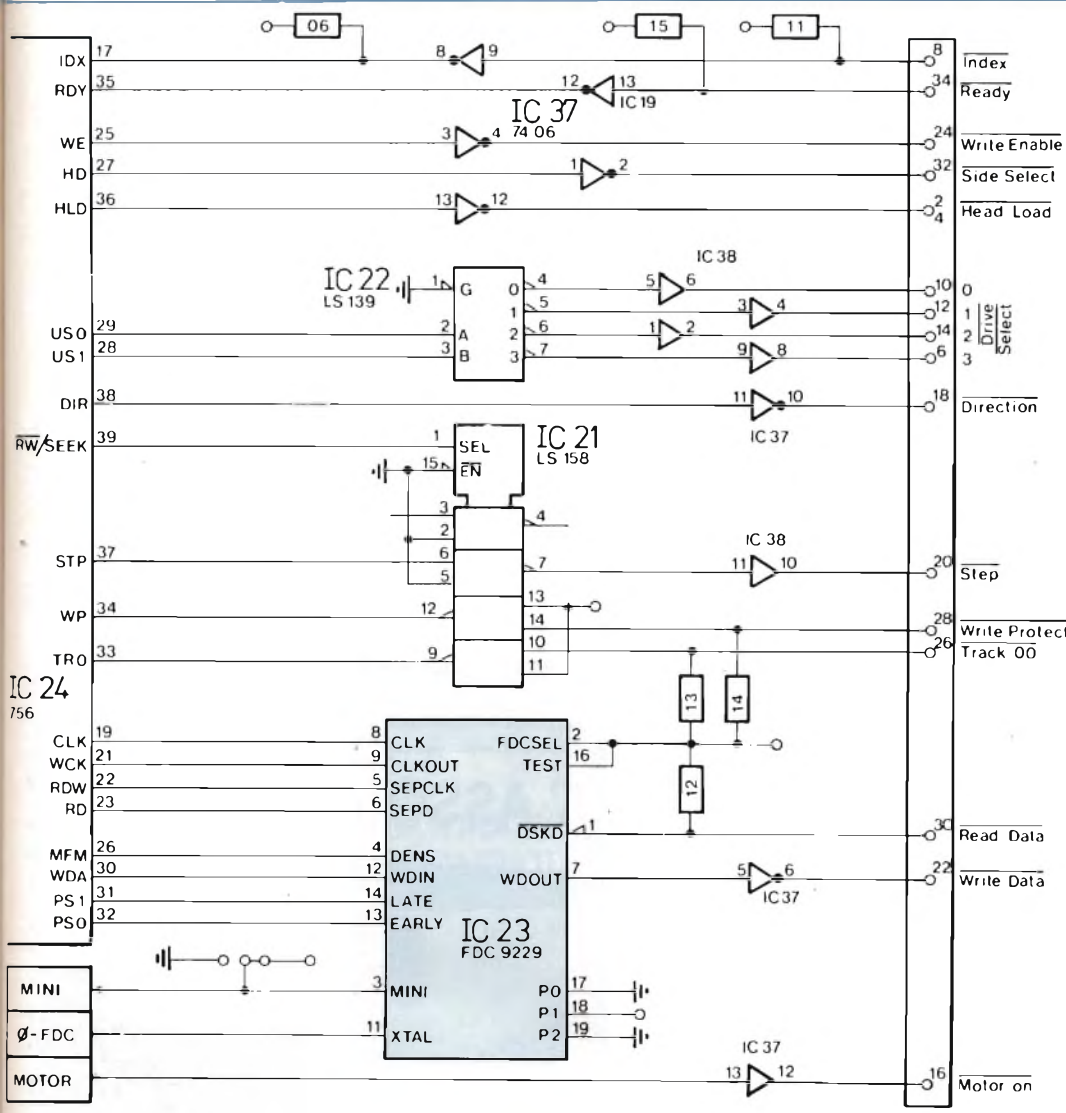 06 15 11
IDX 17 8 9 8 Index
RDY 35 12 13 34 Ready
IC 37 IC19
74 06
WE 25 3 4 24 Write Enable
HD 27 1 2 32 Side Select
HLD 36 13 12 2 4 Head Load
IC 38
IC 22
LS 139
1 G 0 4 5 6 10 0
1 5 3 4 12 1
US0 29 2 A 2 6 1 2 14 2
US1 28 3 B 3 7 9 8 6 3
Drive Select
DIR 38 11 10 18 Direction
IC37
RW/SEEK 39 1 SEL
IC 21
LS 158
15 EN
3 4
2
IC 38
STP 37 6 7 11 10 20 Step
5
13
WP 34 12 14 28 Write Protect
10 26 Track 00
TR0 33 9 11
IC 24
756
13 14
CLK 19 8 CLK FDCSEL 2
WCK 21 9 CLKOUT TEST 16
RDW 22 5 SEPCLK
RD 23 6 SEPD
12
DSKD 1 30 Read Data
MFM 26 4 DENS
WDA 30 12 WDIN WDOUT 7 5 6 22 Write Data
IC37
PS1 31 14 LATE
PS0 32 13 EARLY
IC 23
FDC 9229
MINI 3 MINI P0 17
P1 18
Ø-FDC 11 XTAL P2 19
IC 37
MOTOR 13 12 16 Motor on